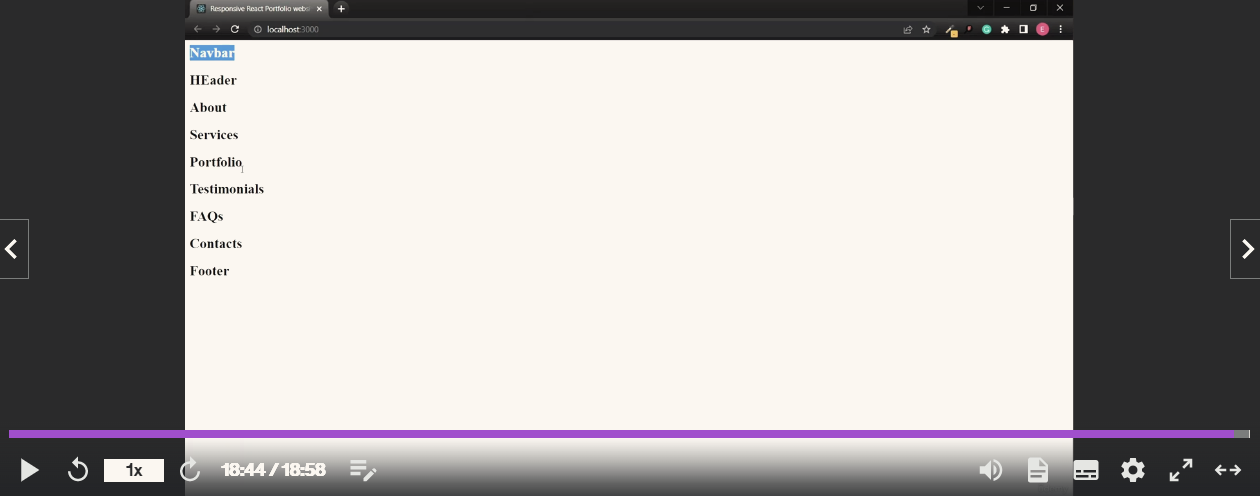 Responsive React Portfolio webs
localhost:3000
E
Navbar
HEader
About
Services
Portfolio
Testimonials
FAQs
Contacts
Footer
1x
18:44 / 18:58